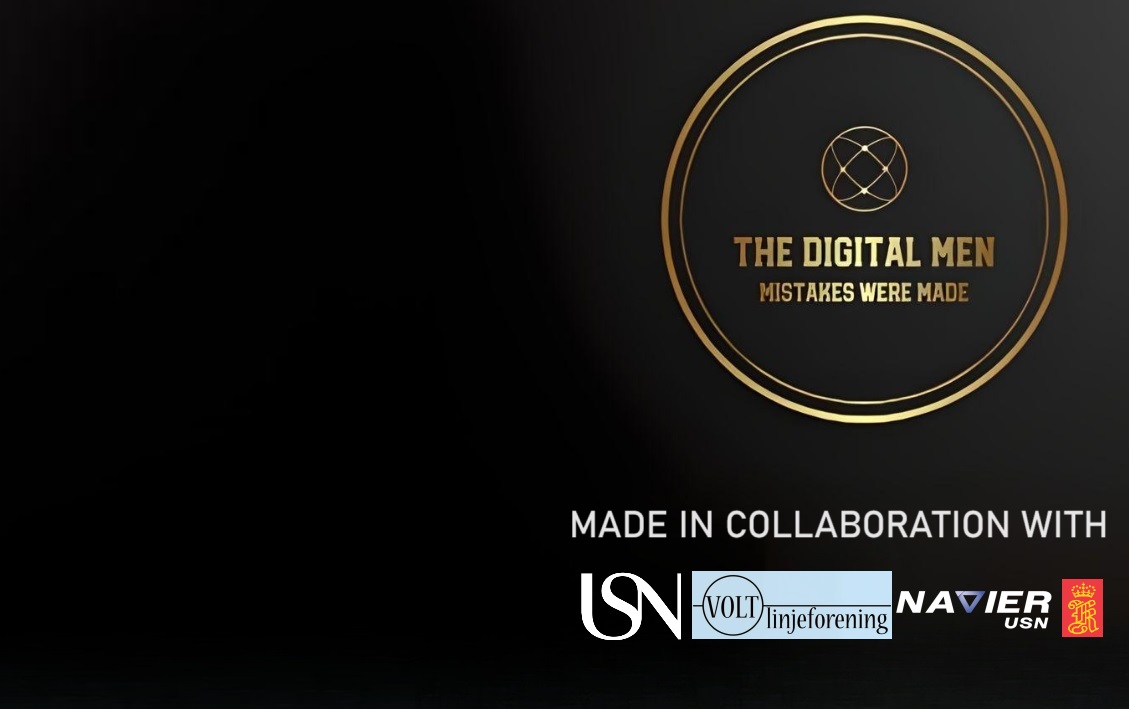 THE DIGITAL MEN
MISTAKES WERE MADE
MADE IN COLLABORATION WITH
USN
VOLT linjeforening
NAVIER
USN